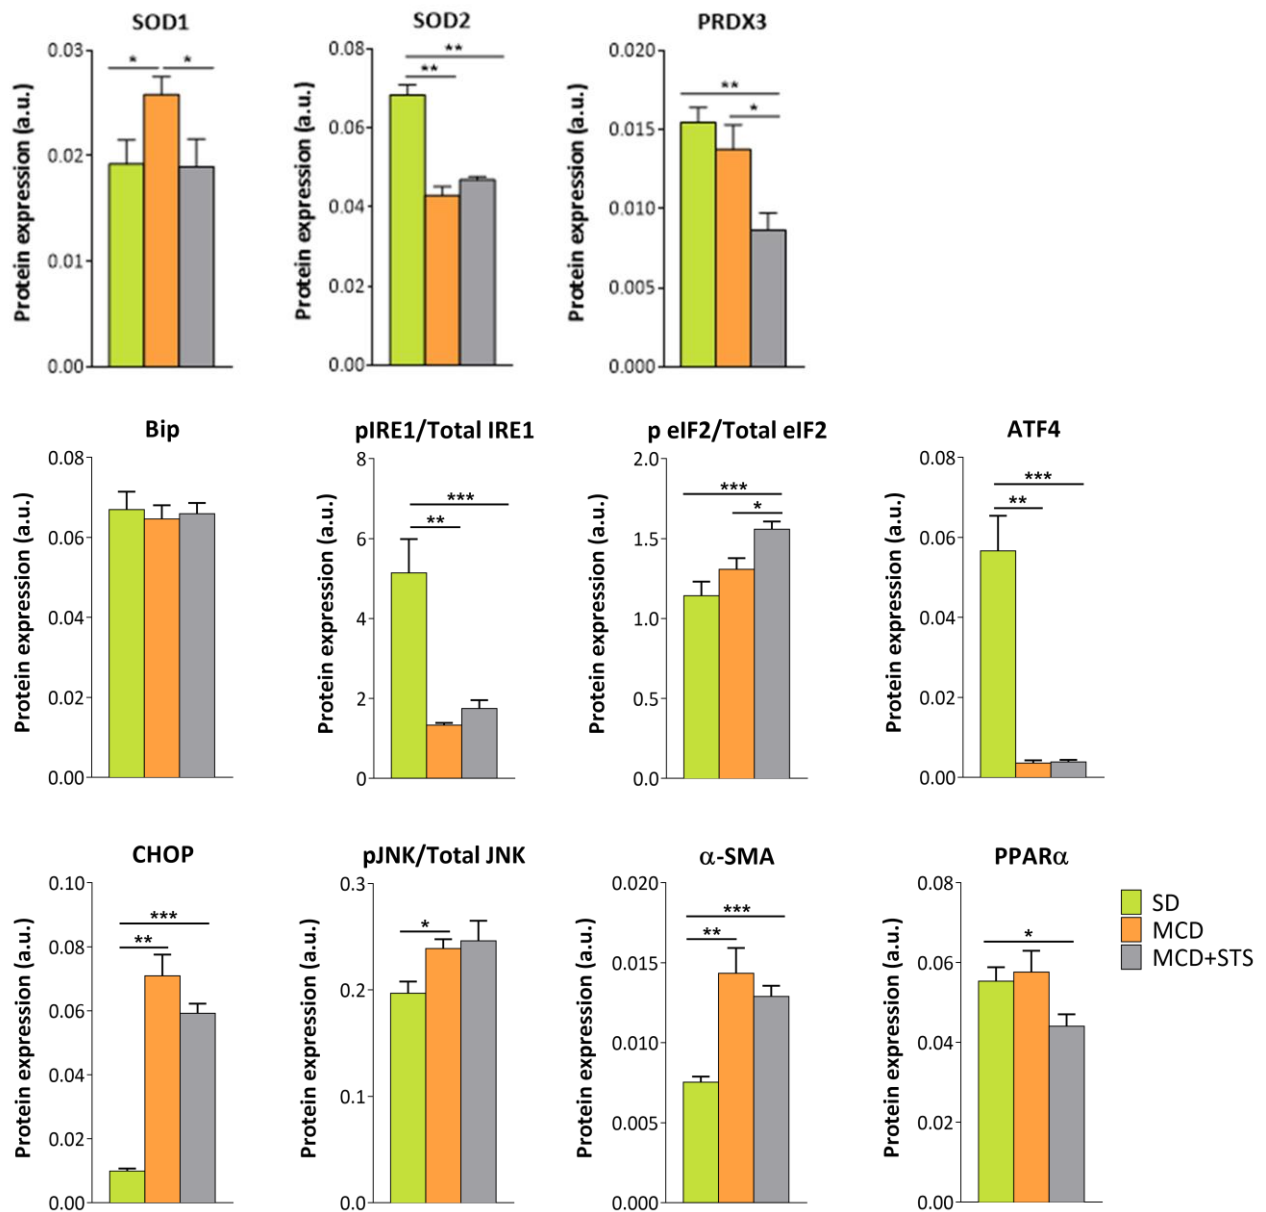 SOD1
Protein expression (a.u.)
0.03
0.02
0.01
0.00
* *
SOD2
Protein expression (a.u.)
0.08
0.06
0.04
0.02
0.00
**
**
PRDX3
Protein expression (a.u.)
0.020
0.015
0.010
0.005
0.000
**
*
Bip
Protein expression (a.u.)
0.08
0.06
0.04
0.02
0.00
pIRE1/Total IRE1
Protein expression (a.u.)
8
6
4
2
0
***
**
p eIF2/Total eIF2
Protein expression (a.u.)
2.0
1.5
1.0
0.5
0.0
***
*
ATF4
Protein expression (a.u.)
0.08
0.06
0.04
0.02
0.00
***
**
CHOP
Protein expression (a.u.)
0.10
0.08
0.06
0.04
0.02
0.00
***
**
pJNK/Total JNK
Protein expression (a.u.)
0.3
0.2
0.1
0.0
*
α-SMA
Protein expression (a.u.)
0.020
0.015
0.010
0.005
0.000
***
**
PPARα
Protein expression (a.u.)
0.08
0.06
0.04
0.02
0.00
*
SD
MCD
MCD+STS